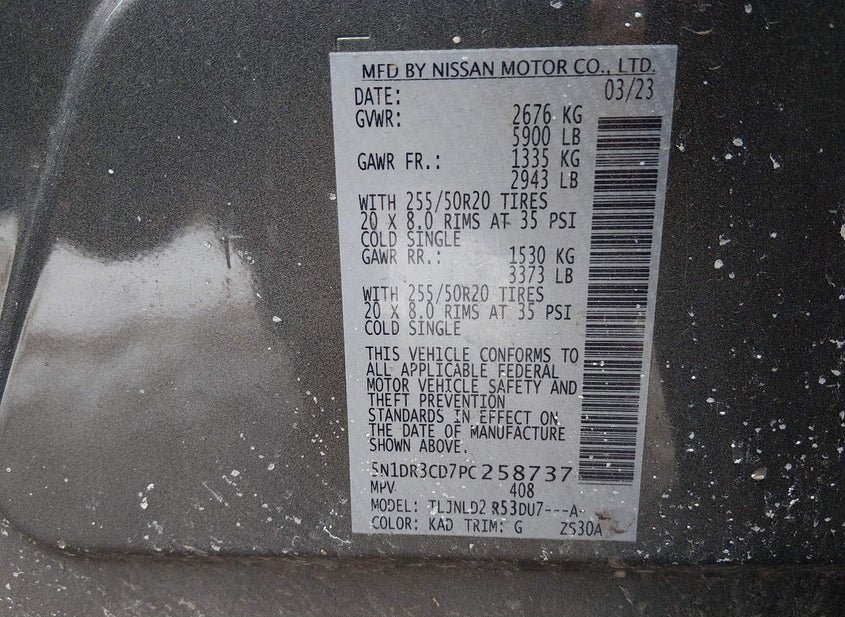 MFD BY NISSAN MOTOR CO., LTD.
DATE: 03/23
GVWR: 2676 KG
5900 LB
GAWR FR.: 1335 KG
2943 LB
WITH 255/50R20 TIRES
20 X 8.0 RIMS AT 35 PSI
COLD SINGLE
GAWR RR.: 1530 KG
3373 LB
WITH 255/50R20 TIRES
20 X 8.0 RIMS AT 35 PSI
COLD SINGLE
THIS VEHICLE CONFORMS TO
ALL APPLICABLE FEDERAL
MOTOR VEHICLE SAFETY AND
THEFT PREVENTION
STANDARDS IN EFFECT ON
THE DATE OF MANUFACTURE
SHOWN ABOVE.
5N1DR3CD7PC258737
MPV 408
MODEL: TLJNLD2 R53DU7---A-
COLOR: KAD TRIM: G ZS30A